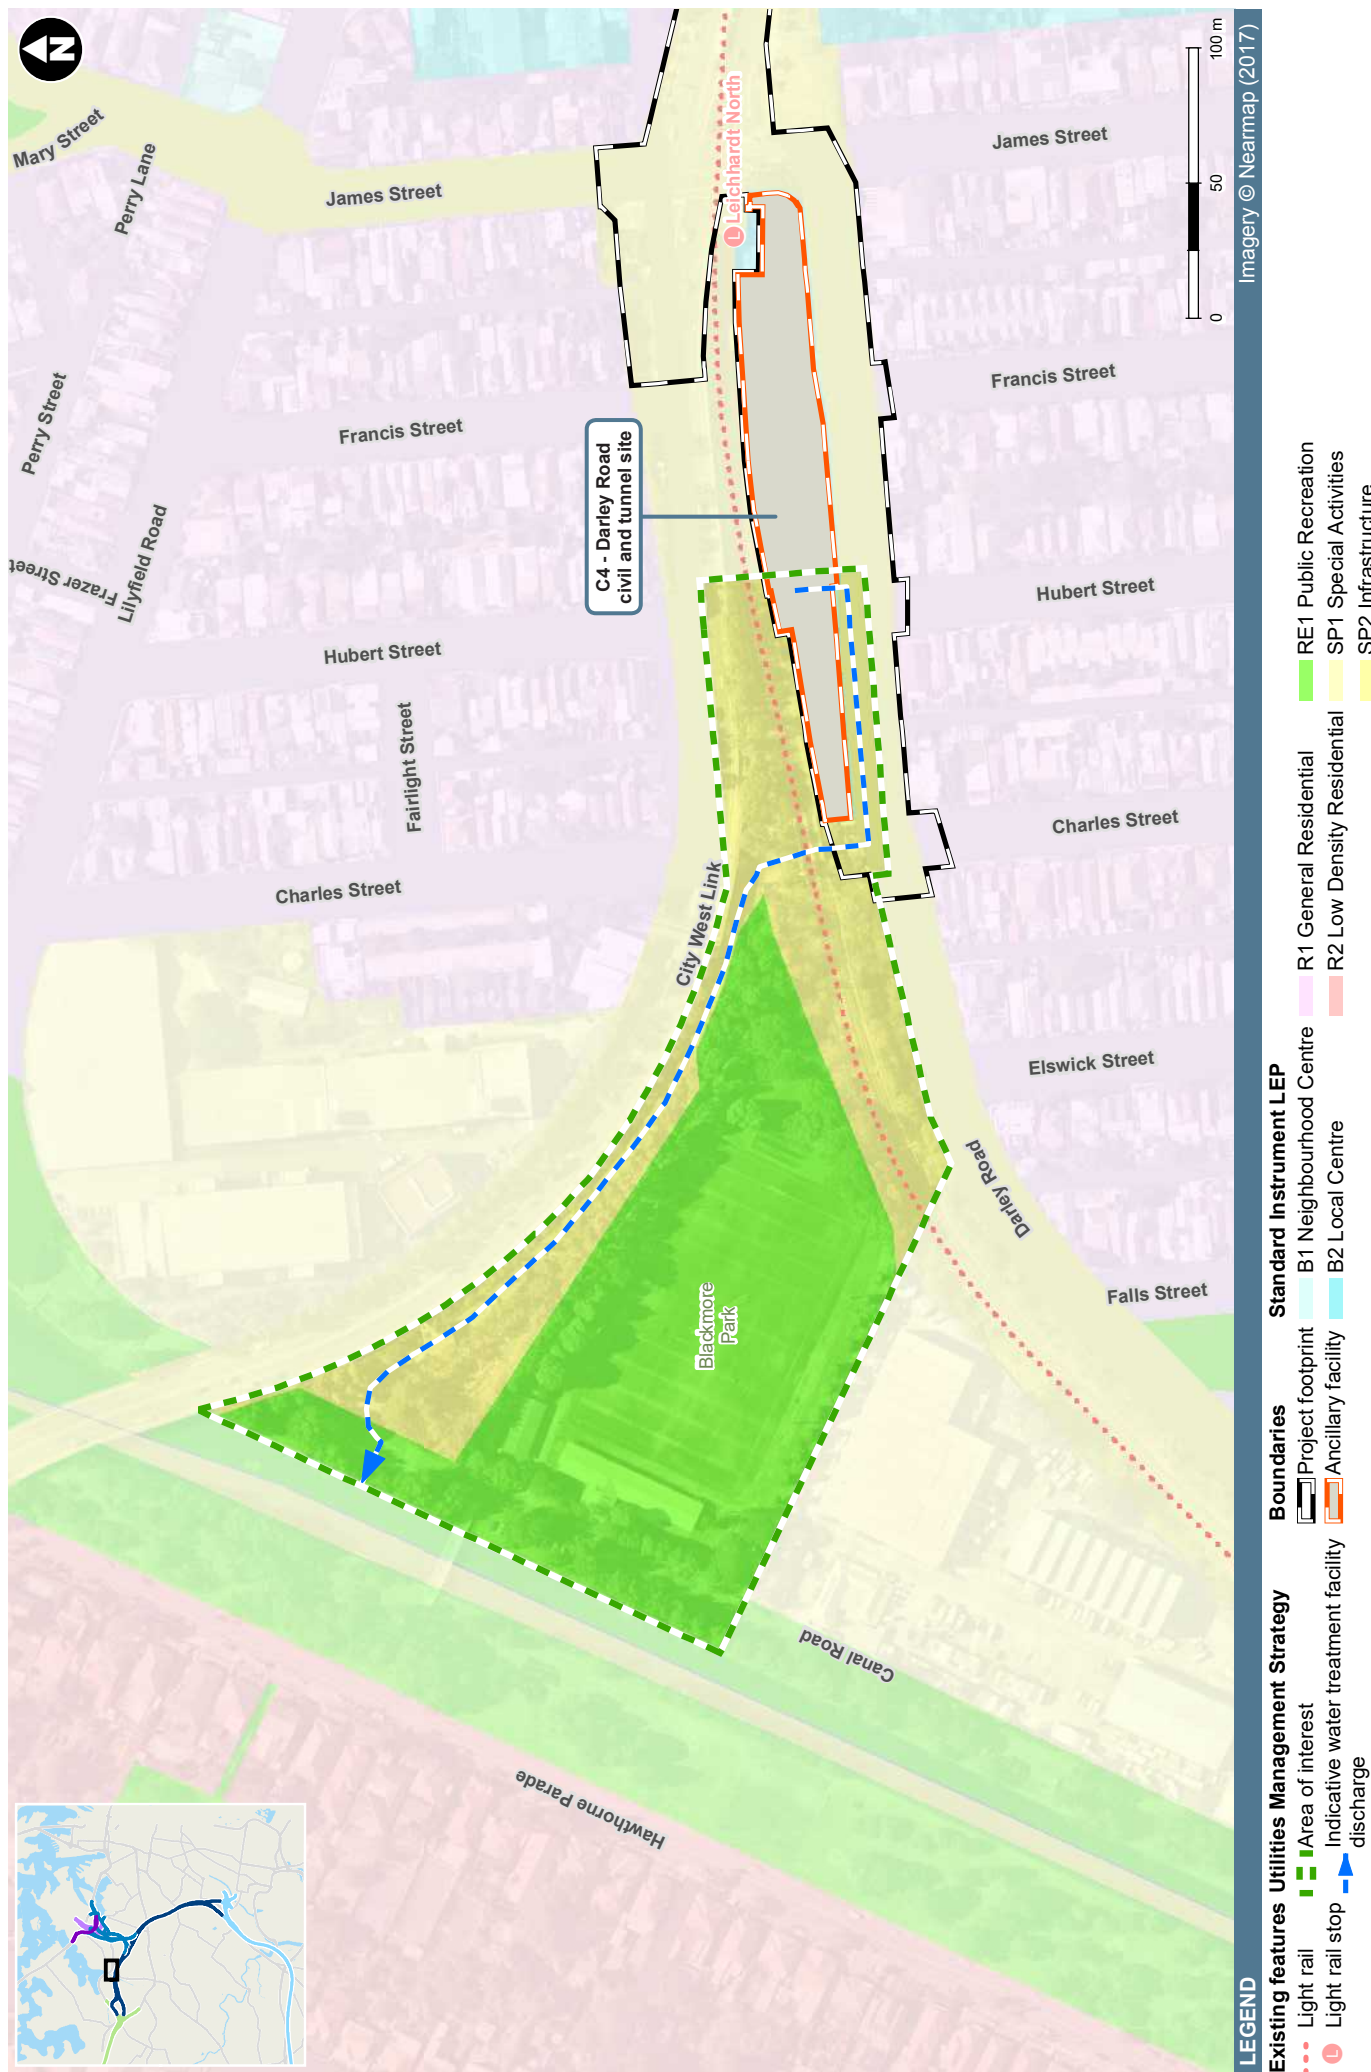 N
Mary Street
Perry Lane
James Street
Perry Street
Francis Street
Frazer Street
Lilyfield Road
Hubert Street
Fairlight Street
Charles Street
City West Link
L Leichhardt North
C4 - Darley Road
civil and tunnel site
James Street
Francis Street
Hubert Street
Charles Street
Elswick Street
Darley Road
Falls Street
Blackmore
Park
Canal Road
Hawthorne Parade
0 50 100 m
Imagery © Nearmap (2017)
LEGEND
Existing features
Light rail
L Light rail stop
Utilities Management Strategy
Area of interest
Indicative water treatment facility
discharge
Boundaries
Project footprint
Ancillary facility
Standard Instrument LEP
B1 Neighbourhood Centre
B2 Local Centre
R1 General Residential
R2 Low Density Residential
RE1 Public Recreation
SP1 Special Activities
SP2 Infrastructure